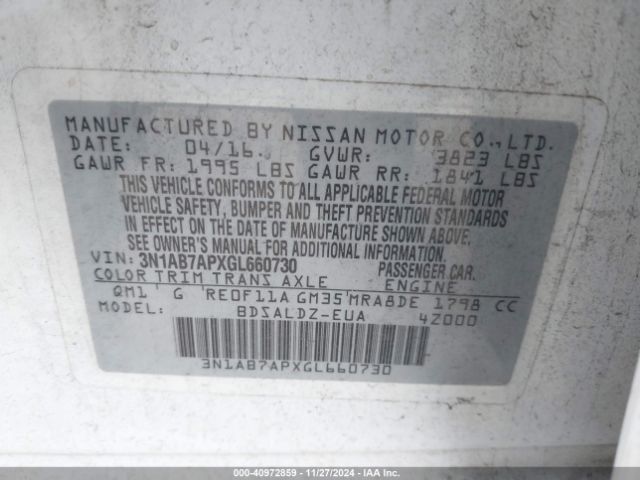 MANUFACTURED BY NISSAN MOTOR CO., LTD.
DATE: 04/16. GVWR: 3823 LBS
GAWR FR: 1995 LBS GAWR RR: 1841 LBS
THIS VEHICLE CONFORMS TO ALL APPLICABLE FEDERAL MOTOR
VEHICLE SAFETY, BUMPER AND THEFT PREVENTION STANDARDS
IN EFFECT ON THE DATE OF MANUFACTURE SHOWN ABOVE.
SEE OWNER'S MANUAL FOR ADDITIONAL INFORMATION.
VIN: 3N1AB7APXGL660730 PASSENGER CAR.
COLOR TRIM TRANS AXLE ENGINE
QM1 G RE0F11A GM35 MRA8DE 1798 CC
MODEL: BDSALDZ-EUA 4Z000
3N1AB7APXGL660730
000-40972859 - 11/27/2024 - IAA Inc.